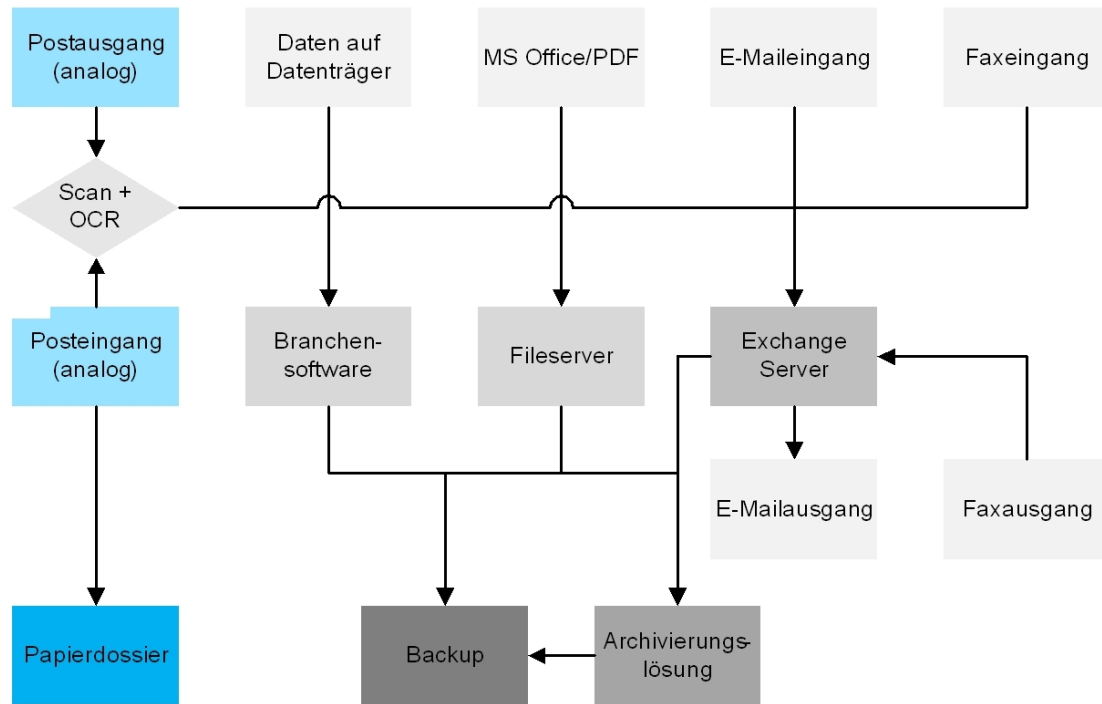 Postausgang
(analog)
Daten auf
Datenträger
MS Office/PDF
E-Maileingang
Faxeingang
Scan +
OCR
Posteingang
(analog)
Branchen-
software
Fileserver
Exchange
Server
E-Mailausgang
Faxausgang
Papierdossier
Backup
Archivierungs-
lösung